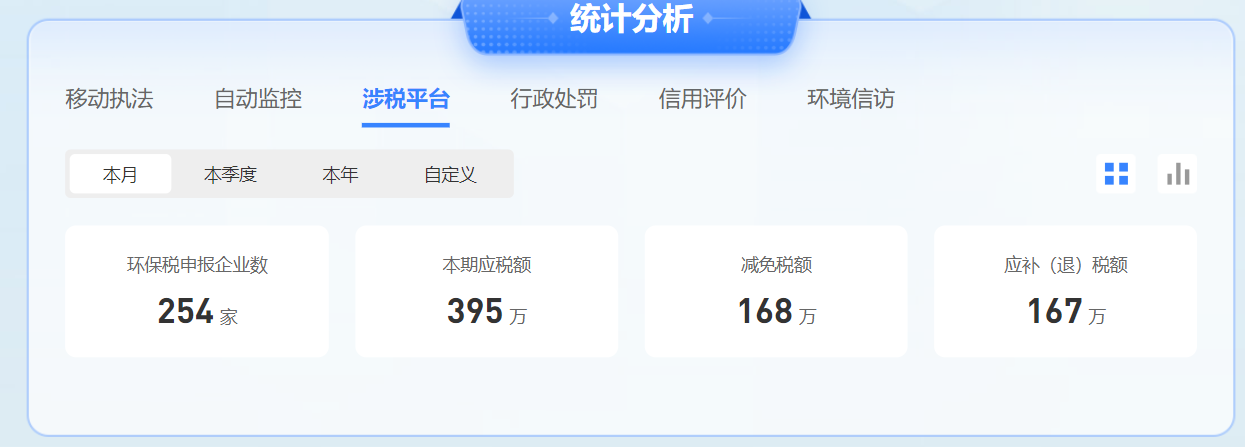 统计分析
移动执法 自动监控 涉税平台 行政处罚 信用评价 环境信访
本月 本季度 本年 自定义
环保税申报企业数 本期应税额 减免税额 应补（退）税额
254 家 395 万 168 万 167 万